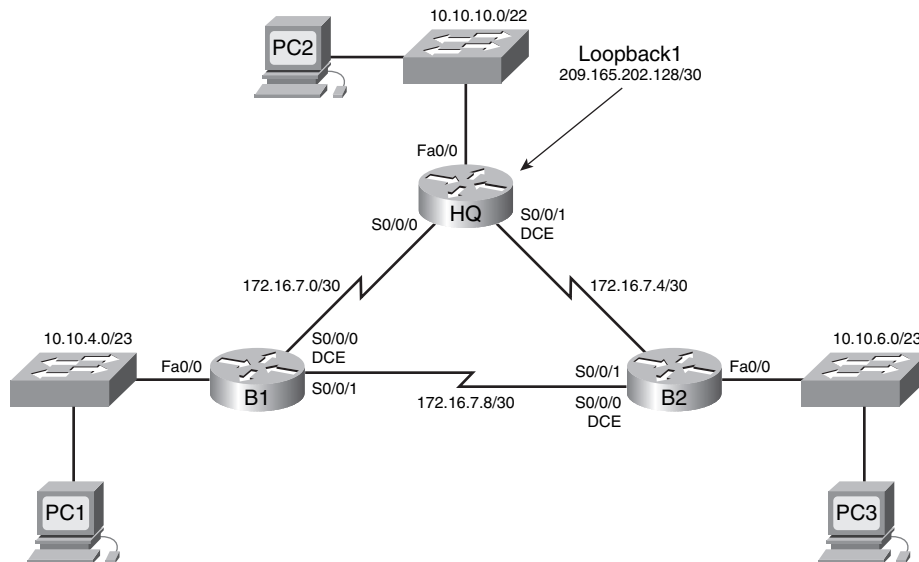 10.10.10.0/22
PC2
Loopback1
209.165.202.128/30
Fa0/0
HQ
S0/0/0
S0/0/1
DCE
172.16.7.0/30
172.16.7.4/30
10.10.4.0/23
S0/0/0
DCE
10.10.6.0/23
Fa0/0
S0/0/1
Fa0/0
B1
S0/0/1
B2
172.16.7.8/30
S0/0/0
DCE
PC1
PC3